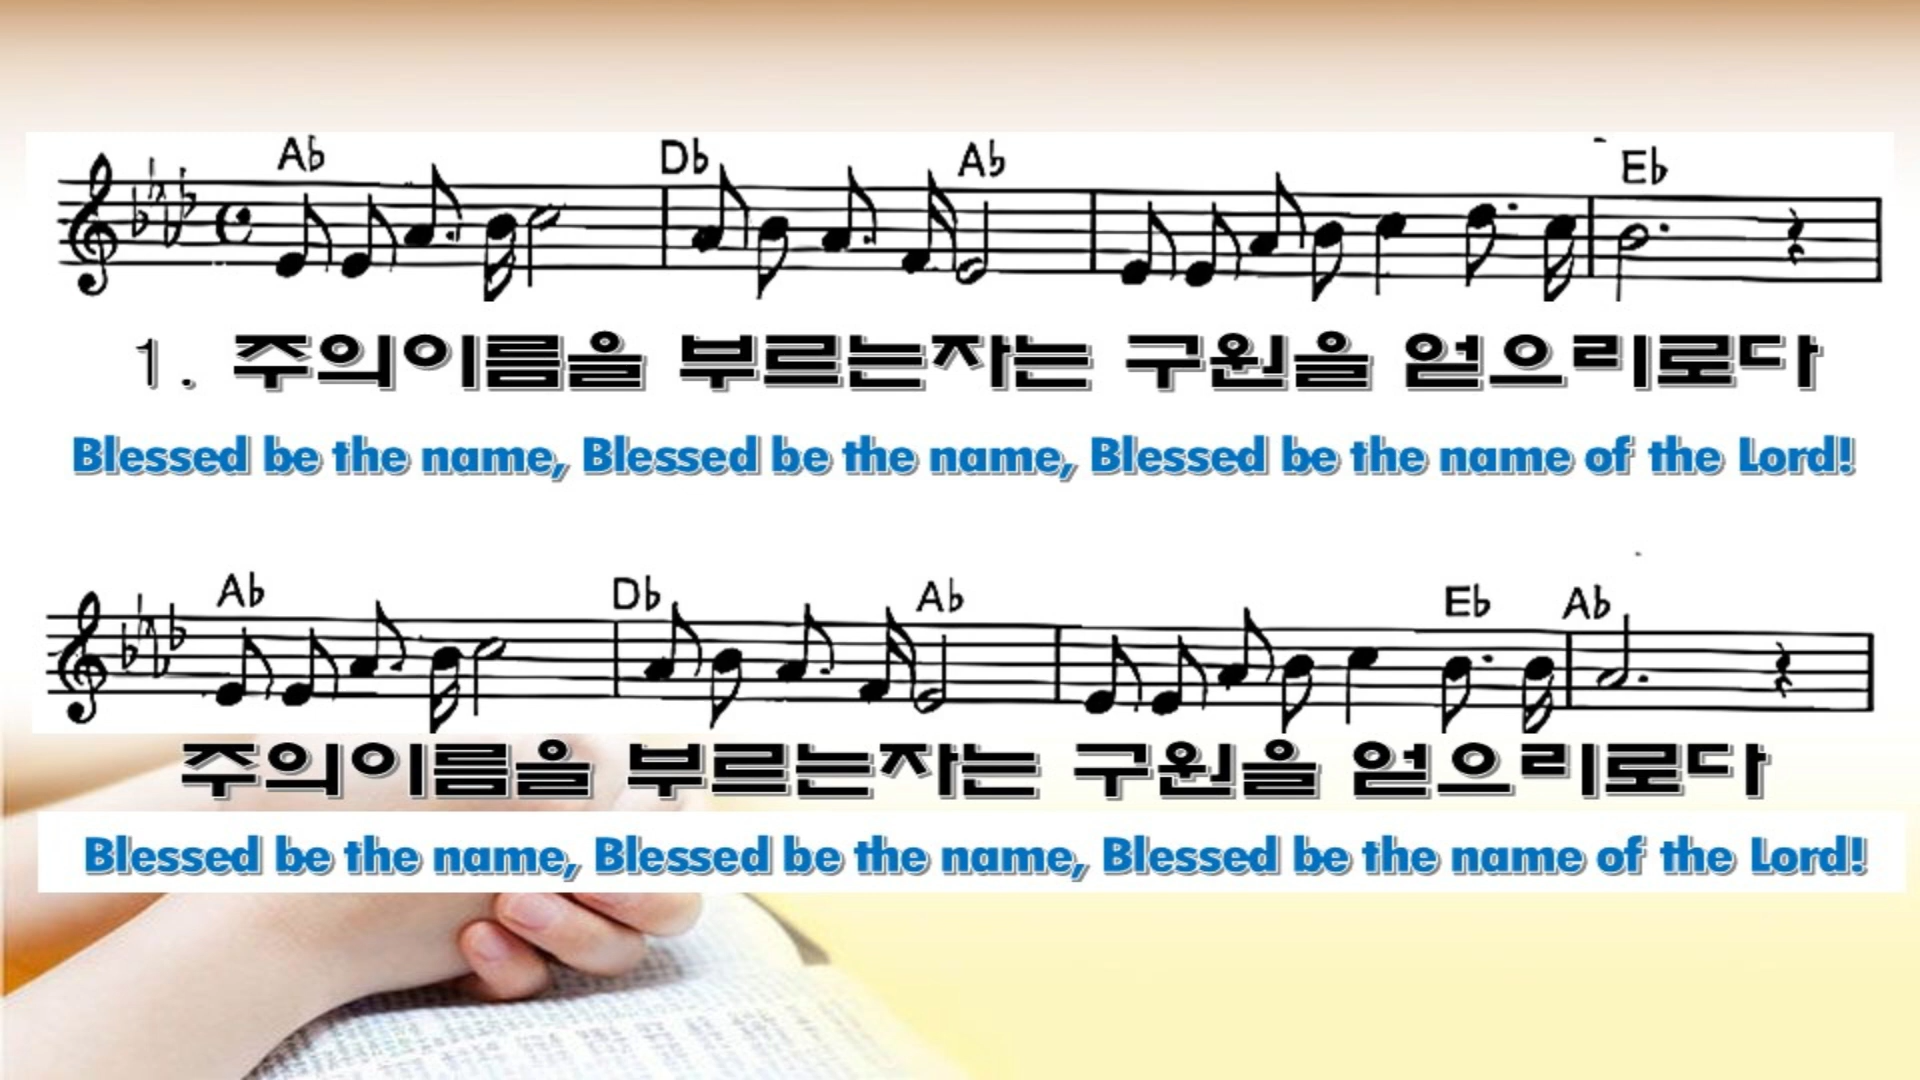 Ab Db Ab Eb
1. 주의이름을 부르는자는 구원을 얻으리로다
Blessed be the name, Blessed be the name, Blessed be the name of the Lord!
Ab Db Ab Eb Ab
주의이름을 부르는자는 구원을 얻으리로다
Blessed be the name, Blessed be the name, Blessed be the name of the Lord!